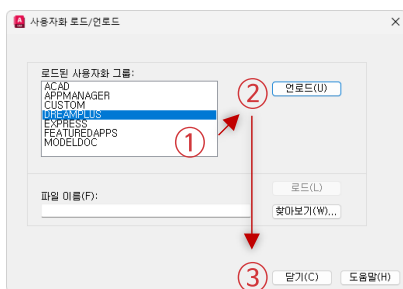 사용자화 로드/언로드
로드된 사용자화 그룹:
ACAD
APPMANAGER
CUSTOM
DREAMPLUS
EXPRESS
FEATUREDAPPS
MODELDOC
① ② 언로드(U)
파일 이름(F):
로드(L)
찾아보기(W)...
③ 닫기(C) 도움말(H)